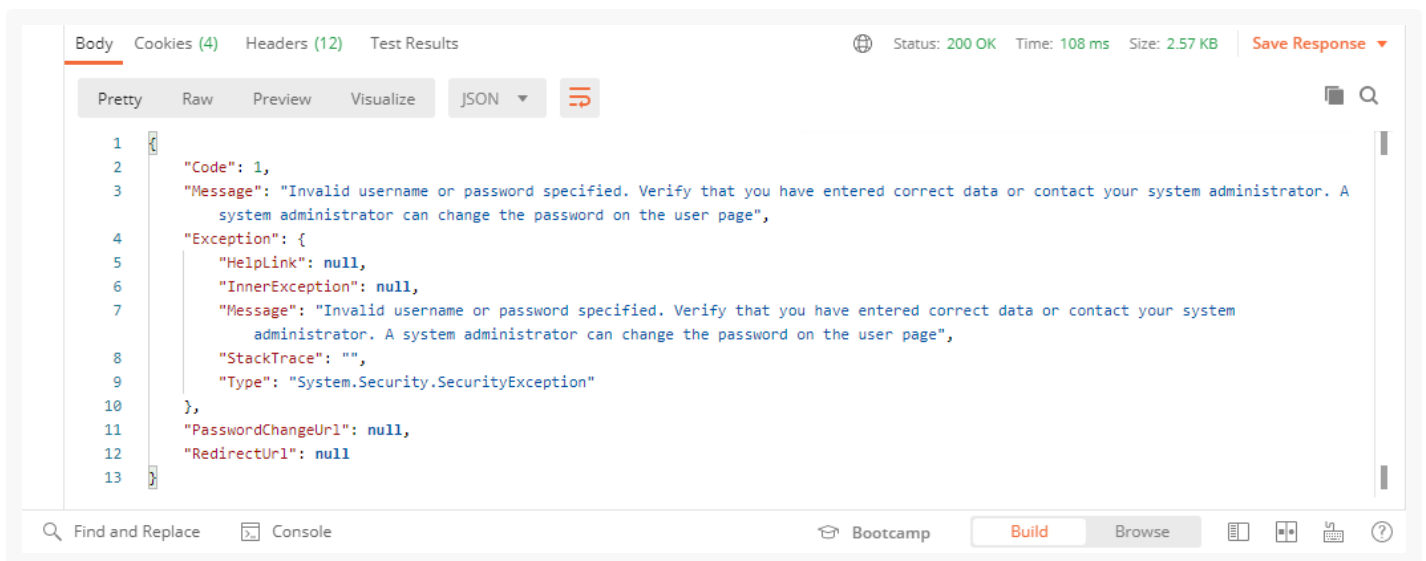 Body Cookies (4) Headers (12) Test Results Status: 200 OK Time: 108 ms Size: 2.57 KB Save Response
Pretty Raw Preview Visualize JSON
1 {
2 "Code": 1,
3 "Message": "Invalid username or password specified. Verify that you have entered correct data or contact your system administrator. A
system administrator can change the password on the user page",
4 "Exception": {
5 "HelpLink": null,
6 "InnerException": null,
7 "Message": "Invalid username or password specified. Verify that you have entered correct data or contact your system
administrator. A system administrator can change the password on the user page",
8 "StackTrace": "",
9 "Type": "System.Security.SecurityException"
10 },
11 "PasswordChangeUrl": null,
12 "RedirectUrl": null
13 }
Find and Replace Console Bootcamp Build Browse